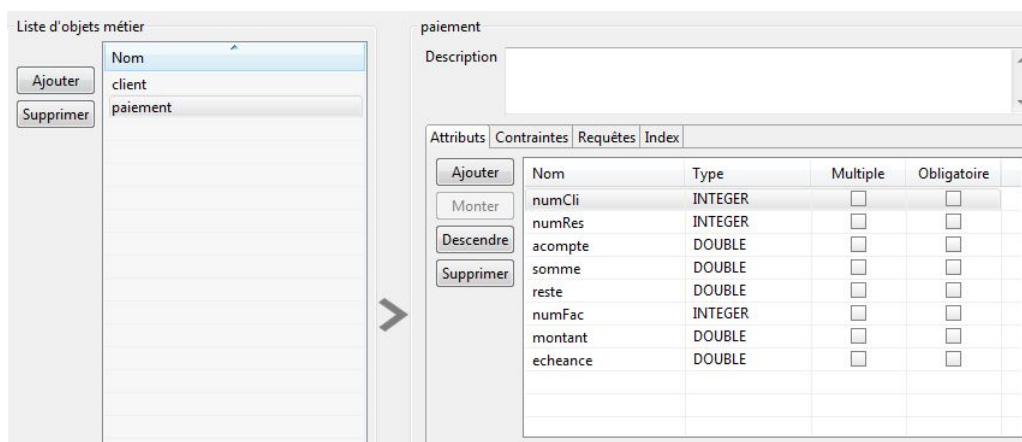 Liste d'objets métier
Nom
Ajouter
client
Supprimer
paiement
paiement
Description
Attributs Contraintes Requêtes Index
Ajouter
Monter
Descendre
Supprimer
Nom Type Multiple Obligatoire
numCli INTEGER
numRes INTEGER
acompte DOUBLE
somme DOUBLE
reste DOUBLE
numFac INTEGER
montant DOUBLE
echeance DOUBLE